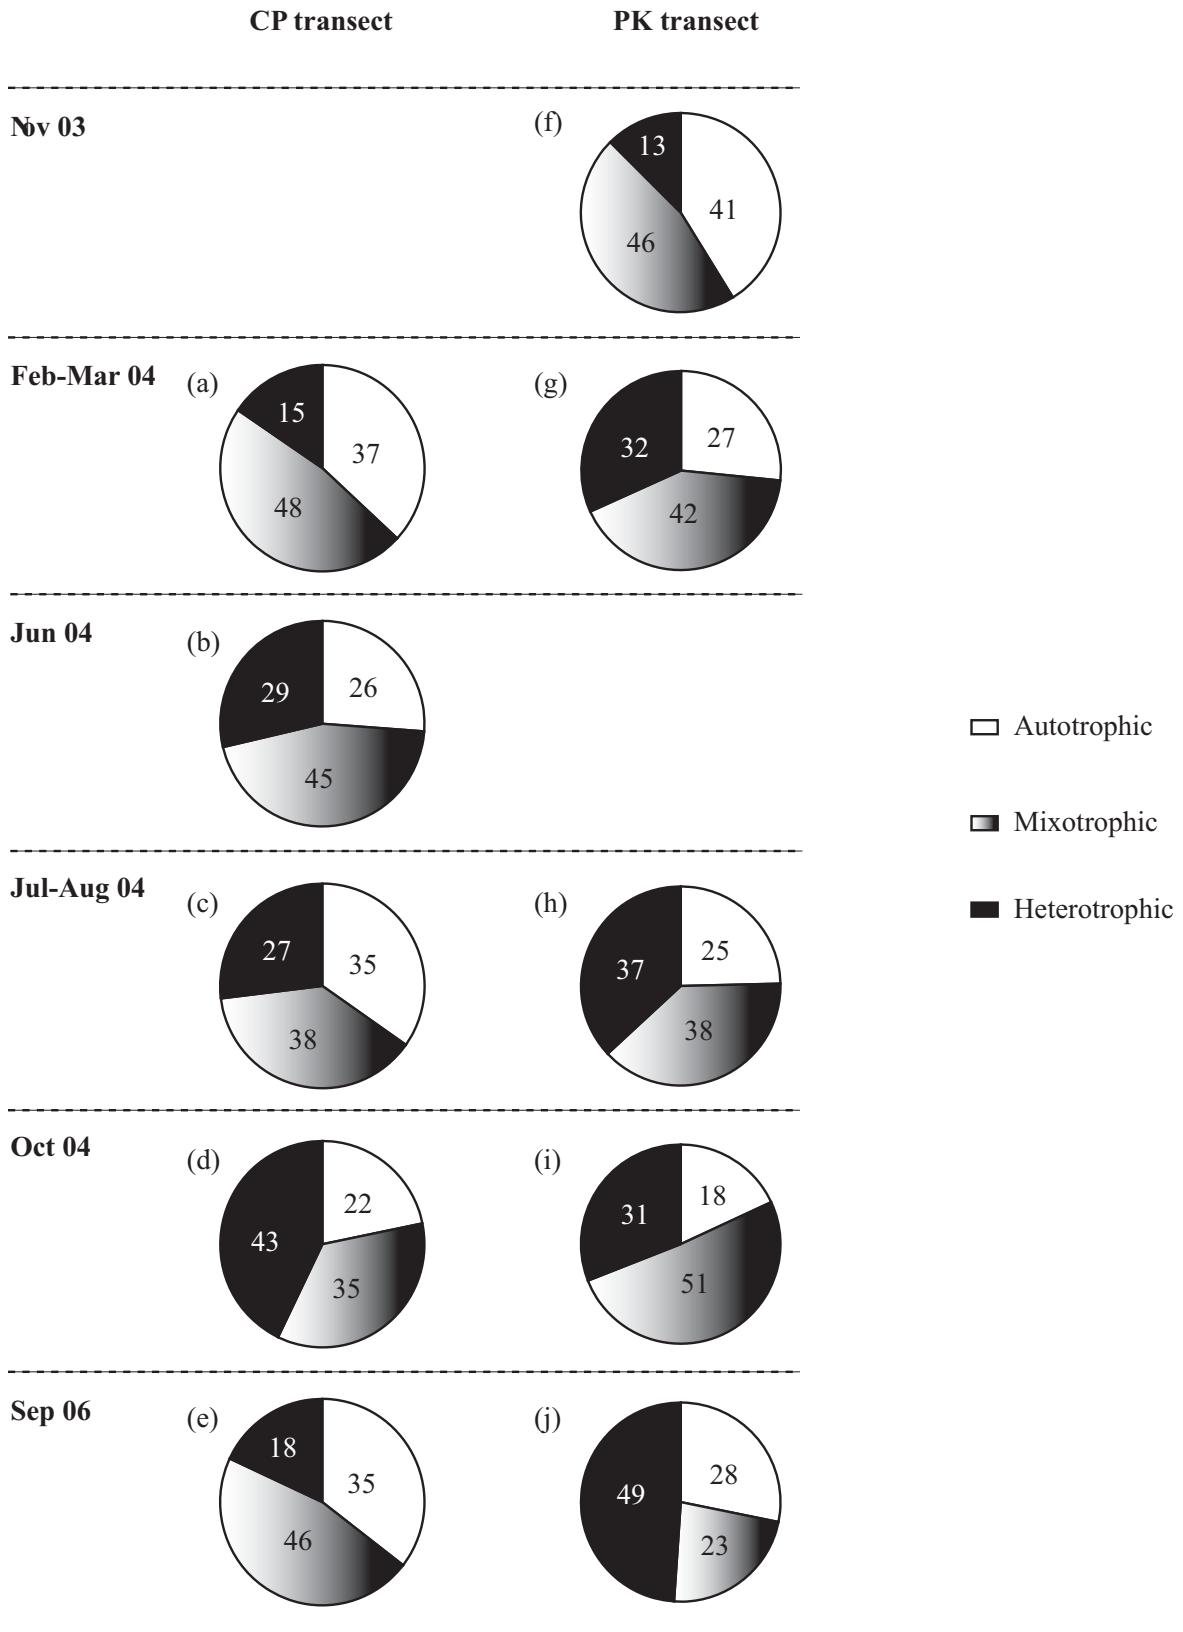 CP transect PK transect
Nov 03
(f)
13
41
46
Feb-Mar 04
(a)
15
37
48
(g)
32
27
42
Jun 04
(b)
29
26
45
Autotrophic
Mixotrophic
Heterotrophic
Jul-Aug 04
(c)
27
35
38
(h)
37
25
38
Oct 04
(d)
43
22
35
(i)
31
18
51
Sep 06
(e)
18
35
46
(j)
49
28
23